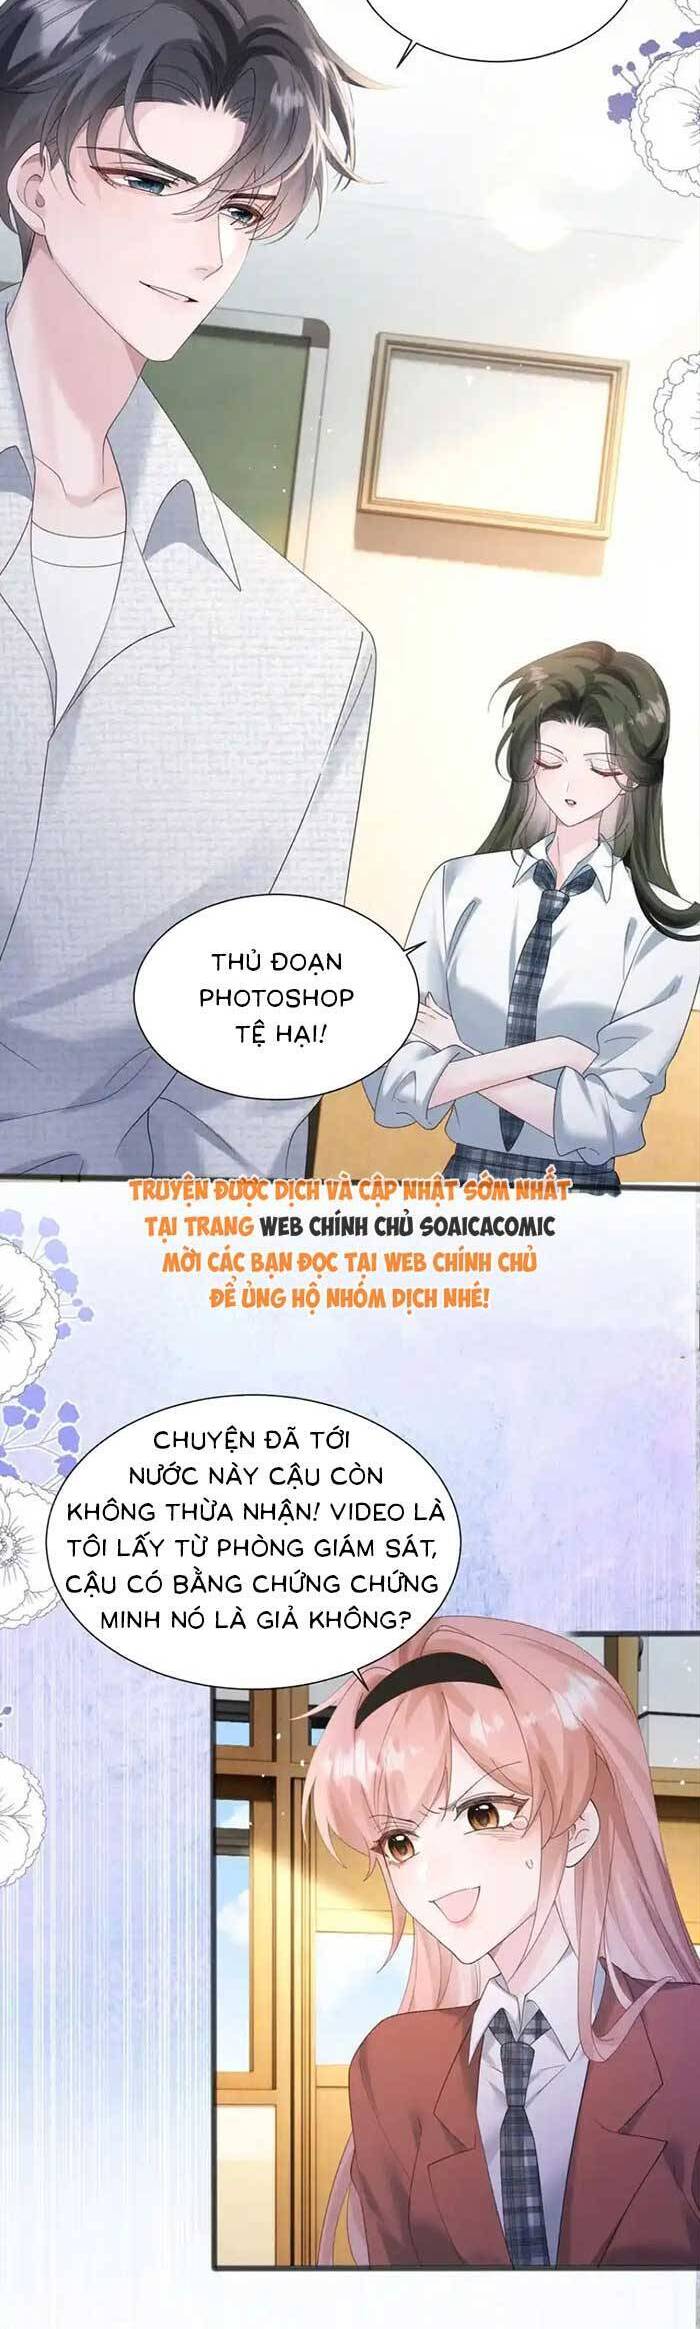 THỦ ĐOẠN
PHOTOSHOP
TỆ HẠI!
TRUYỆN ĐƯỢC DỊCH VÀ CẬP NHẬT SỚM NHẤT
TẠI TRANG WEB CHÍNH CHỦ SOAICACOMIC
MỜI CÁC BẠN ĐỌC TẠI WEB CHÍNH CHỦ
ĐỂ ỦNG HỘ NHÓM DỊCH NHÉ!
CHUYỆN ĐÃ TỚI
NƯỚC NÀY CẬU CÒN
KHÔNG THỪA NHẬN! VIDEO LÀ
TÔI LẤY TỪ PHÒNG GIÁM SÁT,
CẬU CÓ BẰNG CHỨNG CHỨNG
MINH NÓ LÀ GIẢ KHÔNG?